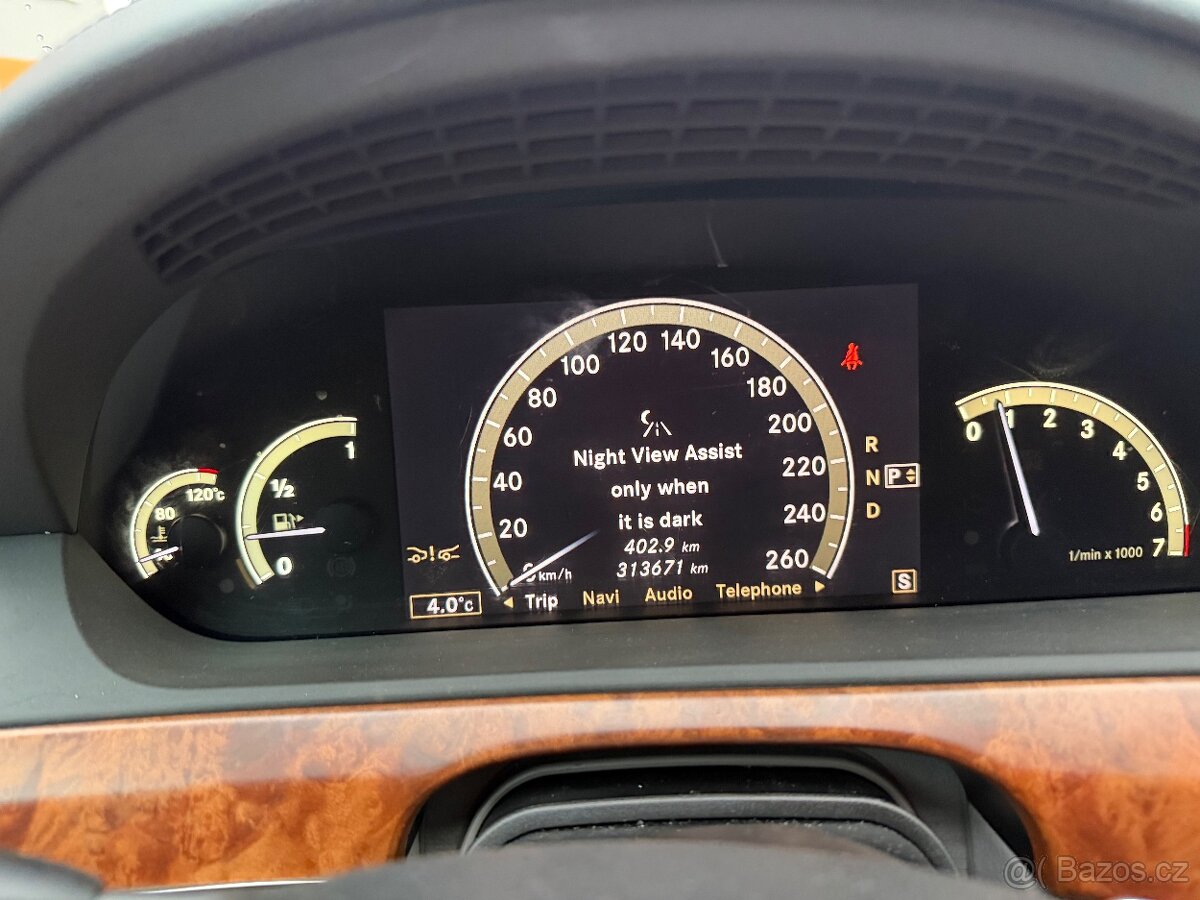 120°C
80
1
½
0
0
20
40
60
80
100
120
140
160
180
200
220
240
260
km/h
Night View Assist
only when
it is dark
402.9 km
313671 km
Trip Navi Audio Telephone
4.0°C
R
N P
D
S
0
1
2
3
4
5
6
7
1/min x 1000
@( Bazos.cz